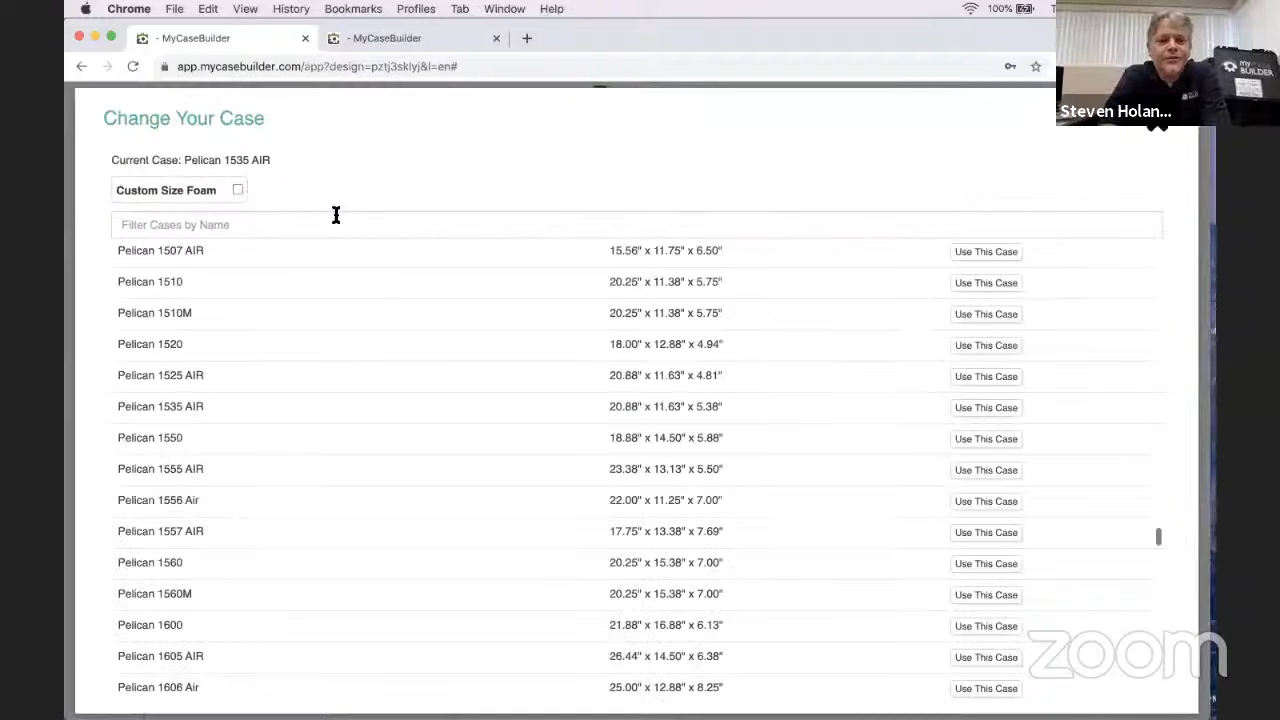 Chrome File Edit View History Bookmarks Profiles Tab Window Help 100%
- MyCaseBuilder - MyCaseBuilder
app.mycasebuilder.com/app?design=pztj3sklyj&l=en#
my
BUILDER
Steven Holan...
Change Your Case
Current Case: Pelican 1535 AIR
Custom Size Foam
Filter Cases by Name
Pelican 1507 AIR 15.56" x 11.75" x 6.50" Use This Case
Pelican 1510 20.25" x 11.38" x 5.75" Use This Case
Pelican 1510M 20.25" x 11.38" x 5.75" Use This Case
Pelican 1520 18.00" x 12.88" x 4.94" Use This Case
Pelican 1525 AIR 20.88" x 11.63" x 4.81" Use This Case
Pelican 1535 AIR 20.88" x 11.63" x 5.38" Use This Case
Pelican 1550 18.88" x 14.50" x 5.88" Use This Case
Pelican 1555 AIR 23.38" x 13.13" x 5.50" Use This Case
Pelican 1556 Air 22.00" x 11.25" x 7.00" Use This Case
Pelican 1557 AIR 17.75" x 13.38" x 7.69" Use This Case
Pelican 1560 20.25" x 15.38" x 7.00" Use This Case
Pelican 1560M 20.25" x 15.38" x 7.00" Use This Case
Pelican 1600 21.88" x 16.88" x 6.13" Use This Case
Pelican 1605 AIR 26.44" x 14.50" x 6.38" Use This Case
Pelican 1606 Air 25.00" x 12.88" x 8.25" Use This Case
zoom